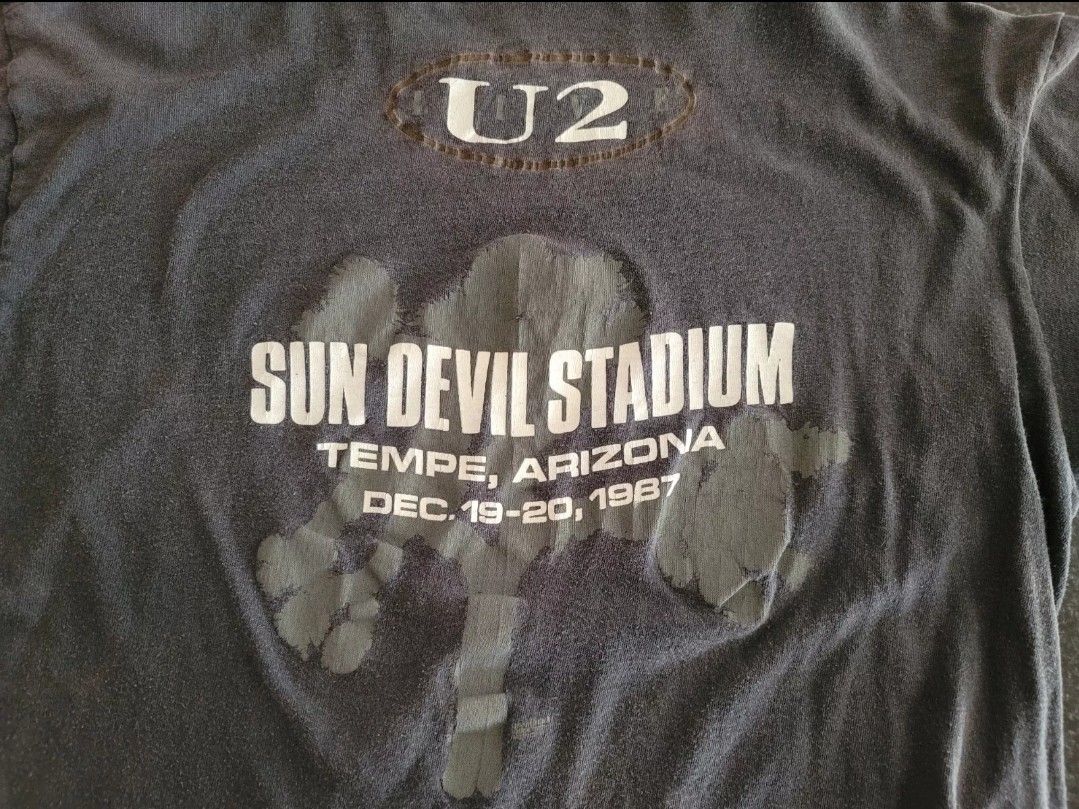 U2
SUN DEVIL STADIUM
TEMPE, ARIZONA
DEC. 19-20, 1987